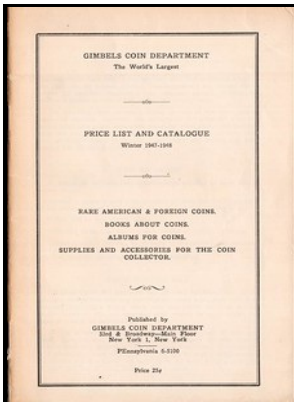 GIMBELS COIN DEPARTMENT
The World's Largest
PRICE LIST AND CATALOGUE
Winter 1947-1948
RARE AMERICAN & FOREIGN COINS.
BOOKS ABOUT COINS.
ALBUMS FOR COINS.
SUPPLIES AND ACCESSORIES FOR THE COIN
COLLECTOR.
Published by
GIMBELS COIN DEPARTMENT
33rd & Broadway—Main Floor
New York 1, New York
PEnnsylvania 6-5100
Price 25¢